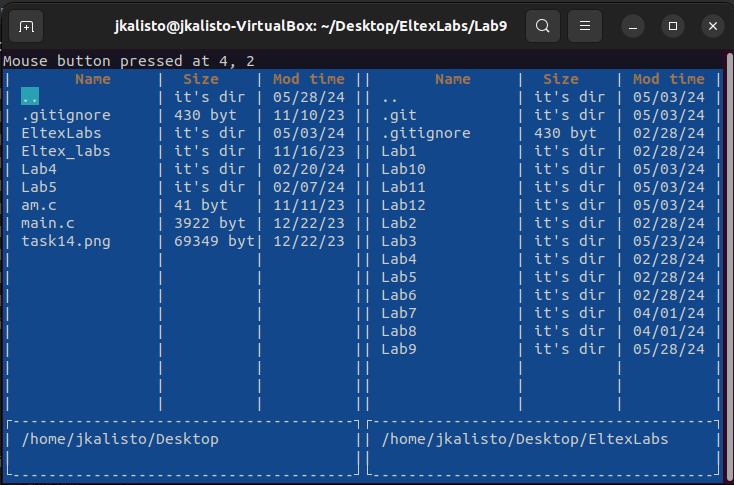 jkalisto@jkalisto-VirtualBox: ~/Desktop/EltexLabs/Lab9
Mouse button pressed at 4, 2
| Name | Size | Mod time || Name | Size | Mod time |
| .. | it's dir | 05/28/24 || .. | it's dir | 05/03/24 |
| .gitignore | 430 byt | 11/10/23 || .git | it's dir | 05/03/24 |
| EltexLabs | it's dir | 05/03/24 || .gitignore | 430 byt | 02/28/24 |
| Eltex_labs | it's dir | 11/16/23 || Lab1 | it's dir | 02/28/24 |
| Lab4 | it's dir | 02/20/24 || Lab10 | it's dir | 05/03/24 |
| Lab5 | it's dir | 02/07/24 || Lab11 | it's dir | 05/03/24 |
| am.c | 41 byt | 11/11/23 || Lab12 | it's dir | 05/03/24 |
| main.c | 3922 byt | 12/22/23 || Lab2 | it's dir | 02/28/24 |
| task14.png | 69349 byt| 12/22/23 || Lab3 | it's dir | 05/23/24 |
| | | || Lab4 | it's dir | 02/28/24 |
| | | || Lab5 | it's dir | 02/28/24 |
| | | || Lab6 | it's dir | 02/28/24 |
| | | || Lab7 | it's dir | 04/01/24 |
| | | || Lab8 | it's dir | 04/01/24 |
| | | || Lab9 | it's dir | 05/28/24 |
| /home/jkalisto/Desktop || /home/jkalisto/Desktop/EltexLabs |